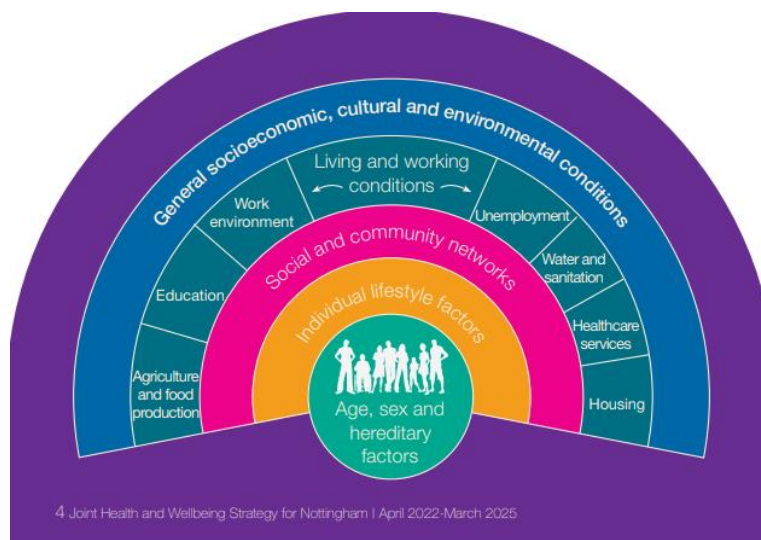 General socioeconomic, cultural and environmental conditions
Living and working
conditions
Work
environment
Unemployment
Education
Water and
sanitation
Agriculture
and food
production
Healthcare
services
Housing
Social and community networks
Individual lifestyle factors
Age, sex and
hereditary
factors
4 Joint Health and Wellbeing Strategy for Nottingham | April 2022-March 2025